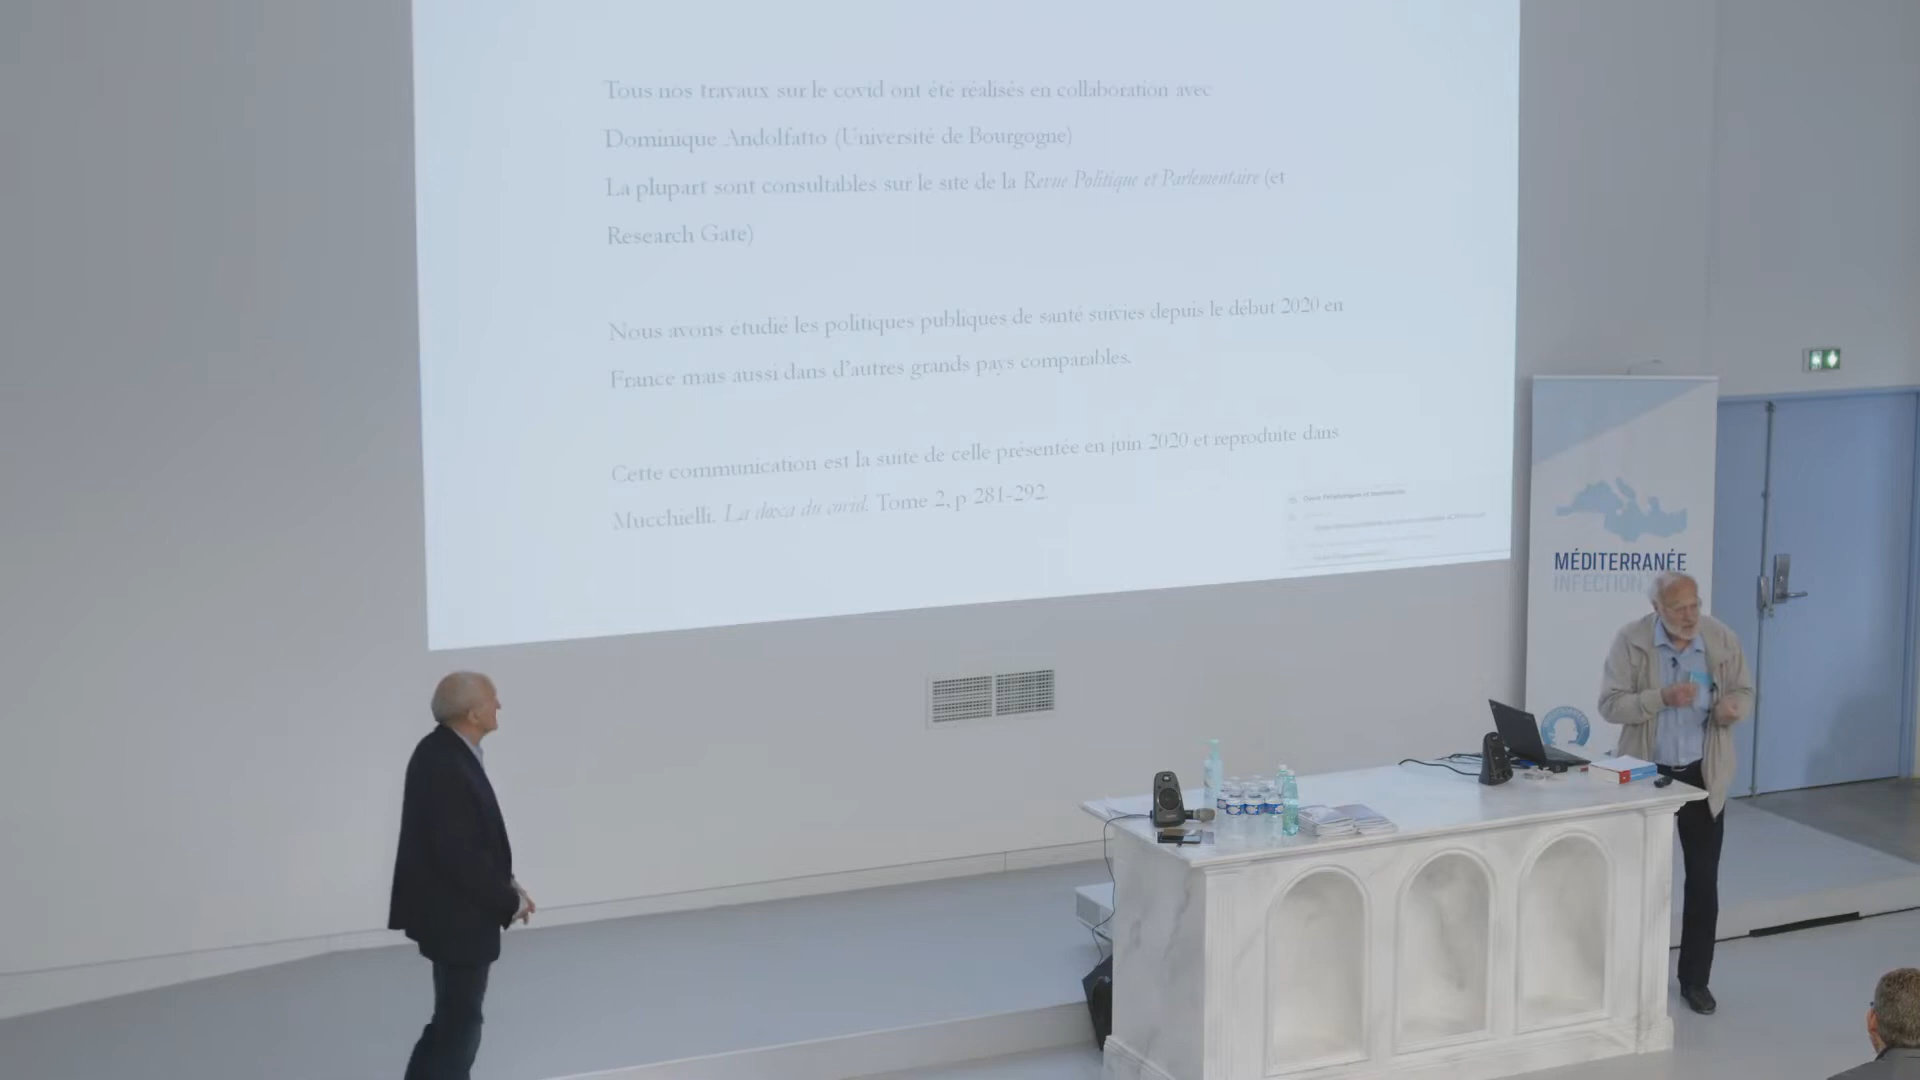 Tous nos travaux sur le covid ont été réalisés en collaboration avec
Dominique Andolfatto (Université de Bourgogne)
La plupart sont consultables sur le site de la Revue Politique et Parlementaire (et
Research Gate)
Nous avons étudié les politiques publiques de santé suivies depuis le début 2020 en
France mais aussi dans d'autres grands pays comparables.
Cette communication est la suite de celle présentée en juin 2020 et reproduite dans
Mucchielli. La doxa du covid. Tome 2, p 281-292
MÉDITERRANÉE
INFECTION